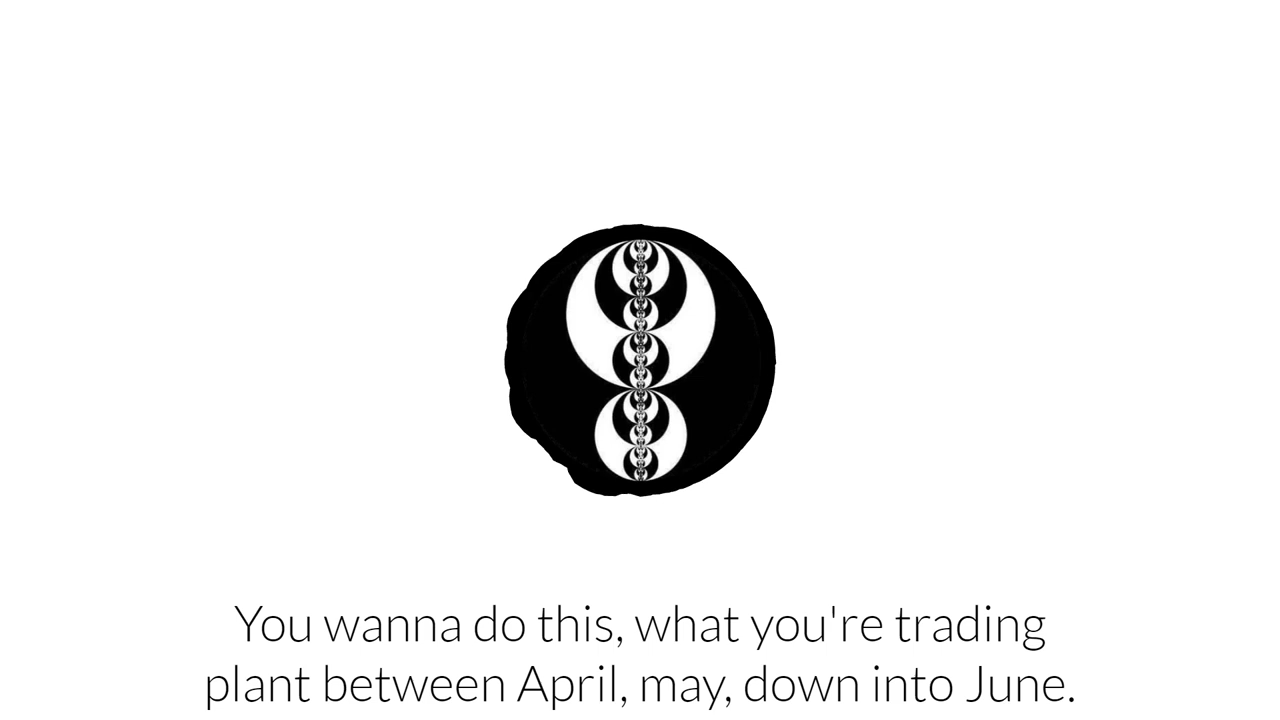 You wanna do this, what you're trading
plant between April, may, down into June.